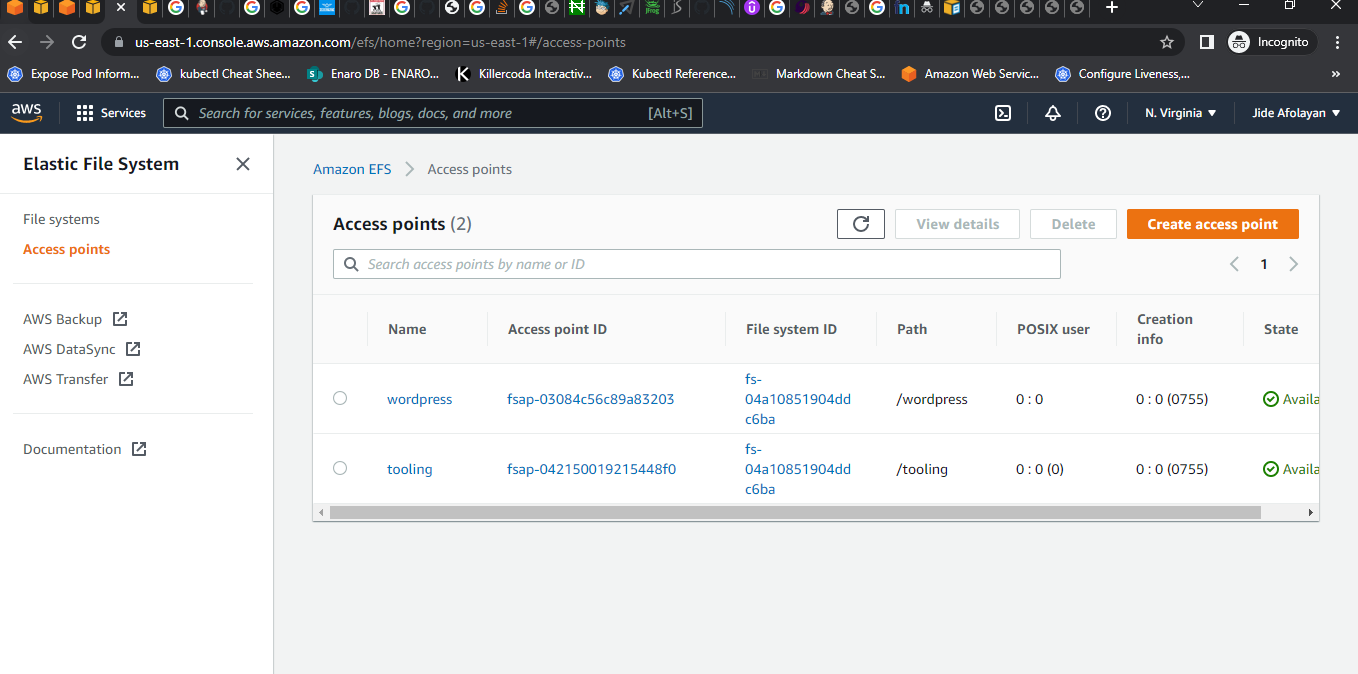 us-east-1.console.aws.amazon.com/efs/home?region=us-east-1#/access-points
Incognito
Expose Pod Inform...
kubectl Cheat Shee...
Enaro DB - ENARO...
Killercoda Interactiv...
Kubectl Reference...
Markdown Cheat S...
Amazon Web Servic...
Configure Liveness,...
»
aws
Services
Search for services, features, blogs, docs, and more
[Alt+S]
N. Virginia
Jide Afolayan
Elastic File System
File systems
Access points
AWS Backup
AWS DataSync
AWS Transfer
Documentation
Amazon EFS
Access points
Access points (2)
View details
Delete
Create access point
Search access points by name or ID
1
Name
Access point ID
File system ID
Path
POSIX user
Creation
info
State
wordpress
fsap-03084c56c89a83203
fs-
04a10851904dd
c6ba
/wordpress
0 : 0
0 : 0 (0755)
Availa
tooling
fsap-042150019215448f0
fs-
04a10851904dd
c6ba
/tooling
0 : 0 (0)
0 : 0 (0755)
Availa